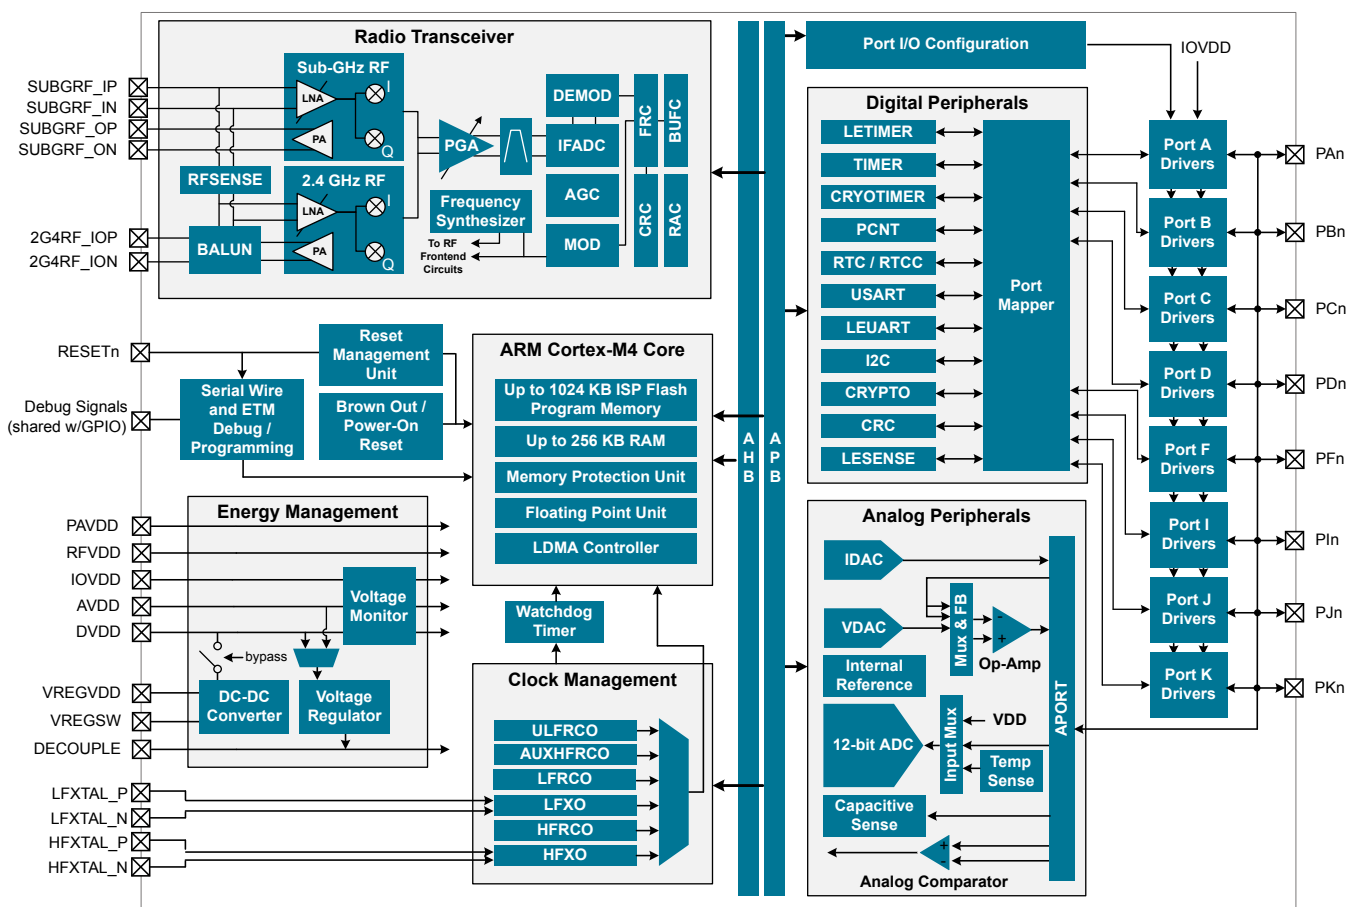 Radio Transceiver
SUBGRF_IP
SUBGRF_IN
SUBGRF_OP
SUBGRF_ON
2G4RF_IOP
2G4RF_ION
Sub-GHz RF
LNA
I
PA
Q
RFSENSE
2.4 GHz RF
LNA
I
BALUN
PA
Q
PGA
DEMOD
IFADC
AGC
MOD
FRC
BUFC
CRC
RAC
Frequency
Synthesizer
To RF
Frontend
Circuits
RESETn
Debug Signals
(shared w/GPIO)
Reset
Management
Unit
Serial Wire
and ETM
Debug /
Programming
Brown Out /
Power-On
Reset
ARM Cortex-M4 Core
Up to 1024 KB ISP Flash
Program Memory
Up to 256 KB RAM
Memory Protection Unit
Floating Point Unit
LDMA Controller
Watchdog
Timer
Energy Management
PAVDD
RFVDD
IOVDD
AVDD
DVDD
VREGVDD
VREGSW
DECOUPLE
Voltage
Monitor
bypass
DC-DC
Converter
Voltage
Regulator
Clock Management
LFXTAL_P
LFXTAL_N
HFXTAL_P
HFXTAL_N
ULFRCO
AUXHFRCO
LFRCO
LFXO
HFRCO
HFXO
A
H
B
A
P
B
Port I/O Configuration
IOVDD
Digital Peripherals
LETIMER
TIMER
CRYOTIMER
PCNT
RTC / RTCC
USART
LEUART
I2C
CRYPTO
CRC
LESENSE
Port
Mapper
Analog Peripherals
IDAC
VDAC
Mux & FB
-
+
Op-Amp
Internal
Reference
12-bit ADC
Input Mux
VDD
Temp
Sense
Capacitive
Sense
+
-
Analog Comparator
APORT
Port A
Drivers
Port B
Drivers
Port C
Drivers
Port D
Drivers
Port F
Drivers
Port I
Drivers
Port J
Drivers
Port K
Drivers
PAn
PBn
PCn
PDn
PFn
PIn
PJn
PKn